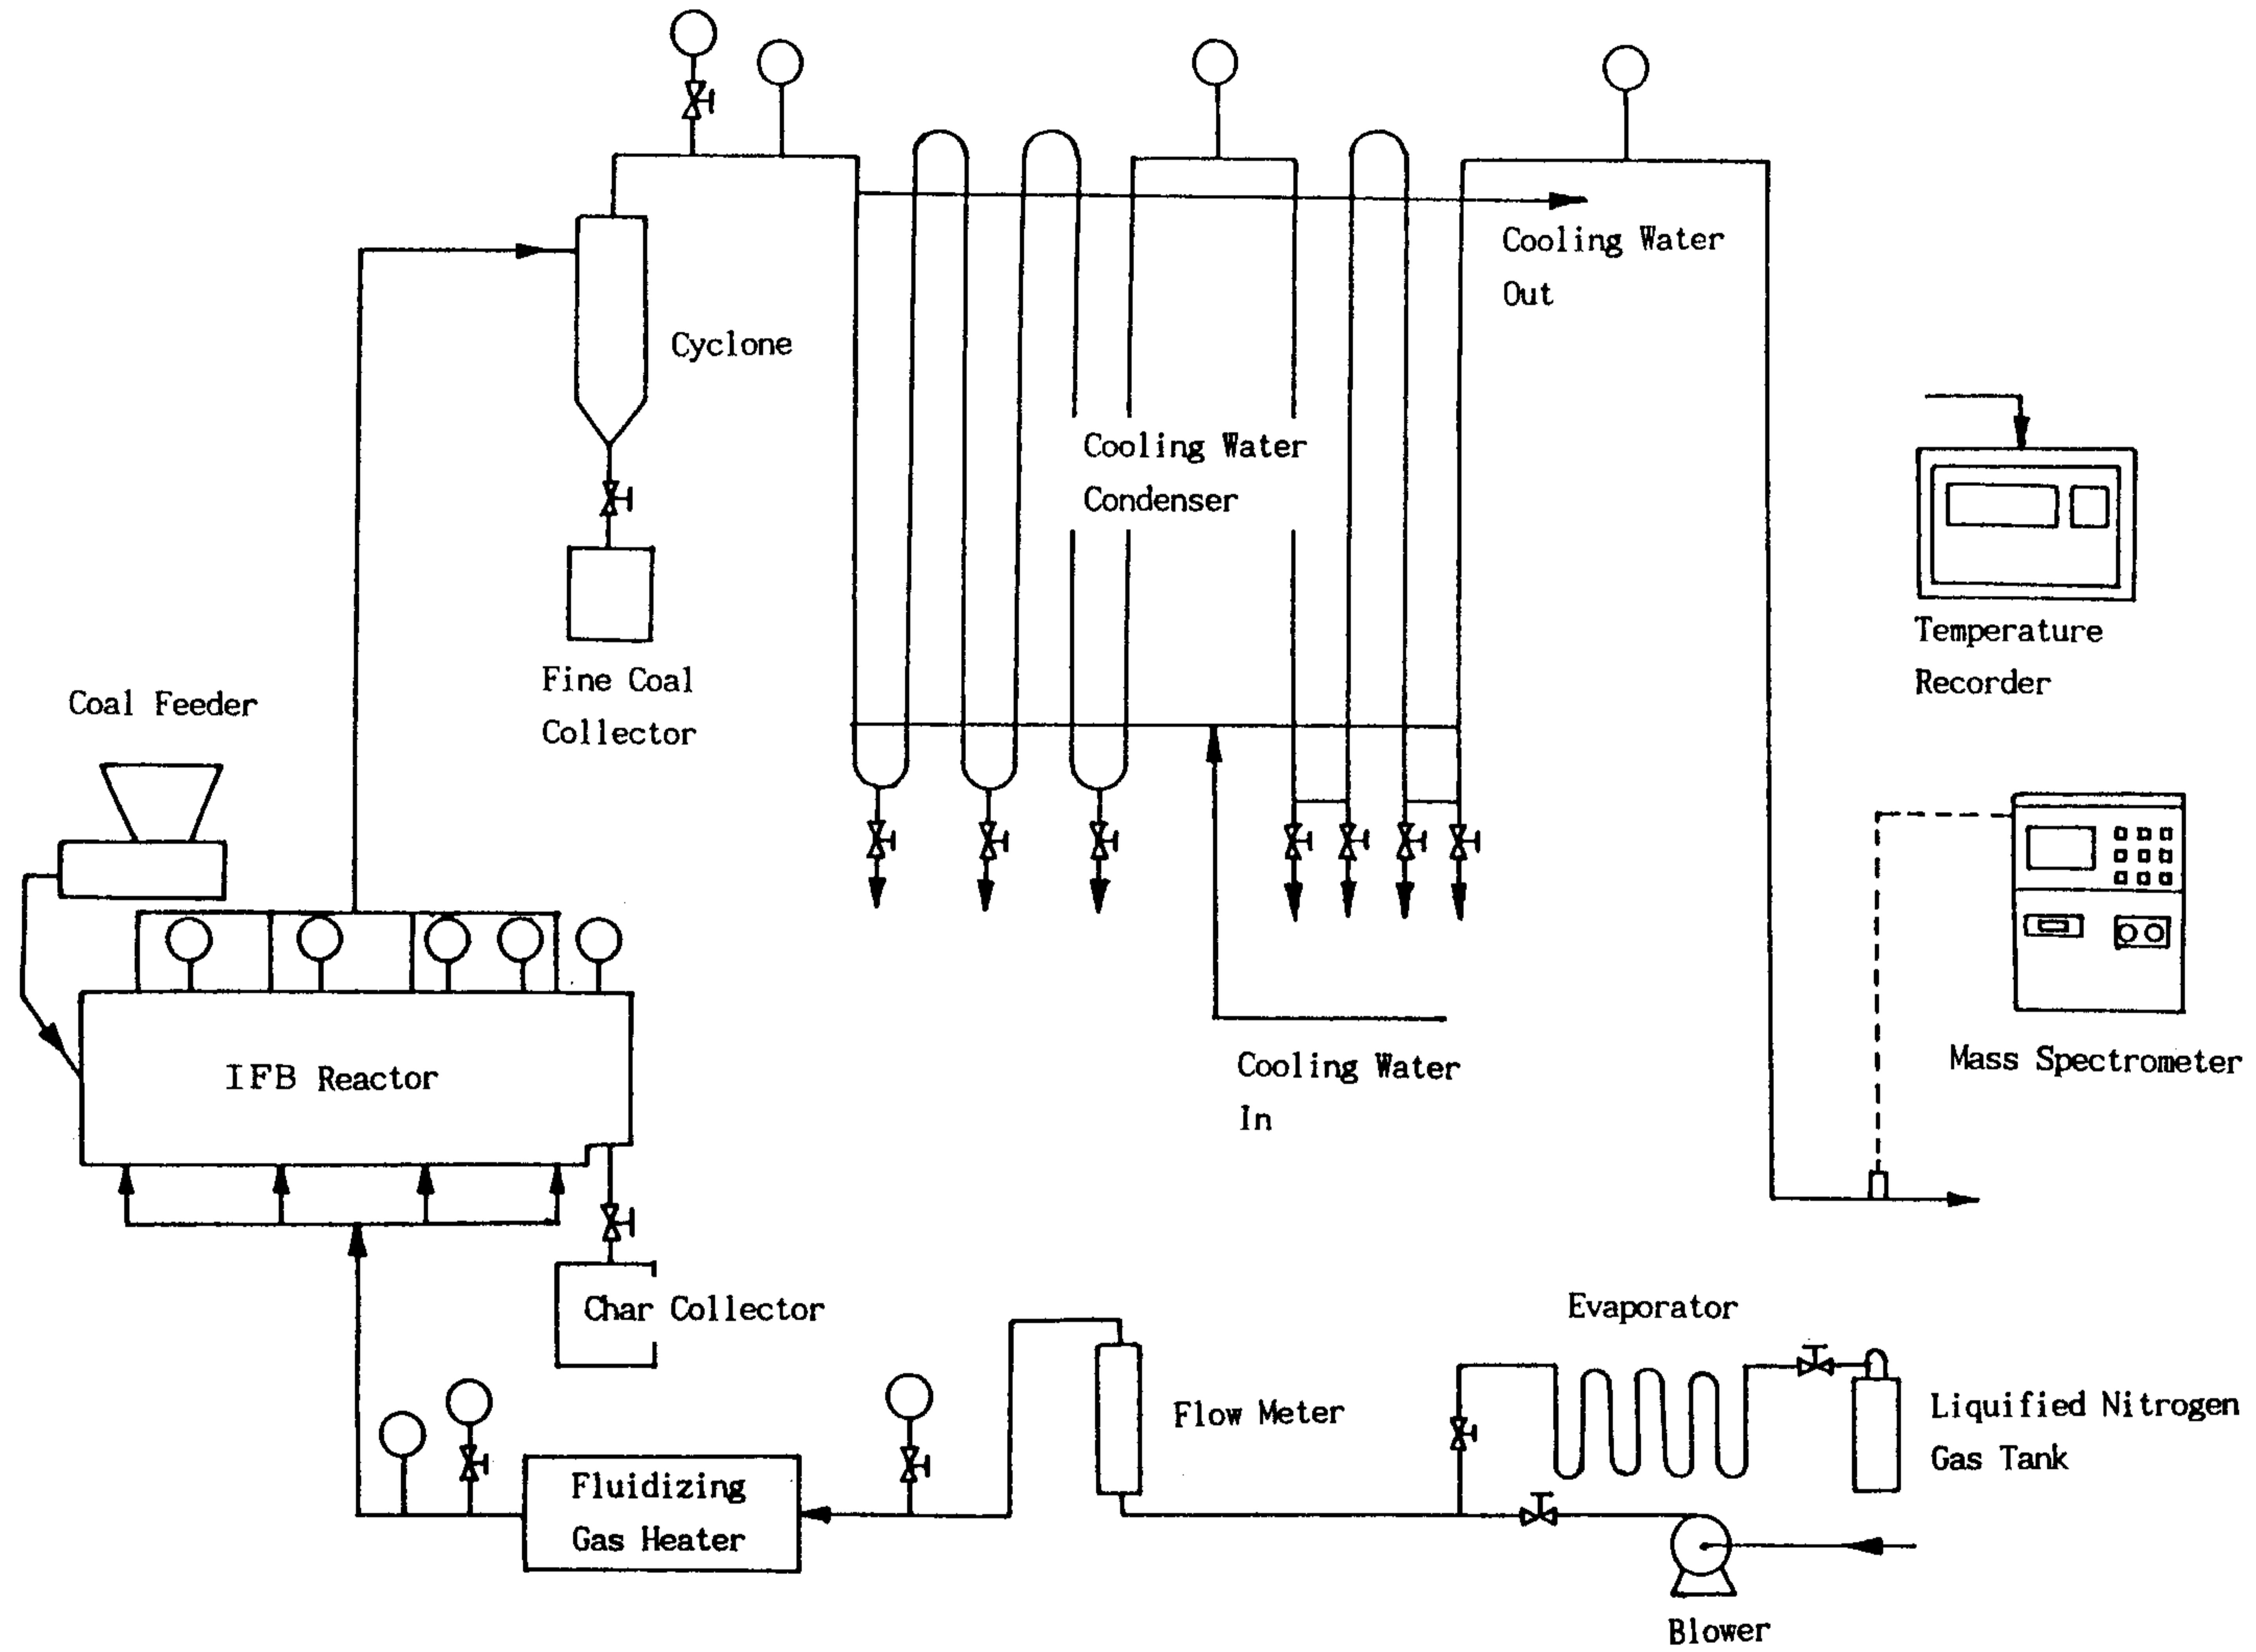 Cooling Water
Out
Cyclone
Cooling Water
Condenser
Temperature
Recorder
Fine Coal
Collector
Coal Feeder
Mass Spectrometer
Cooling Water
In
IFB Reactor
Char Collector
Evaporator
Flow Meter
Liquified Nitrogen
Gas Tank
Fluidizing
Gas Heater
Blower